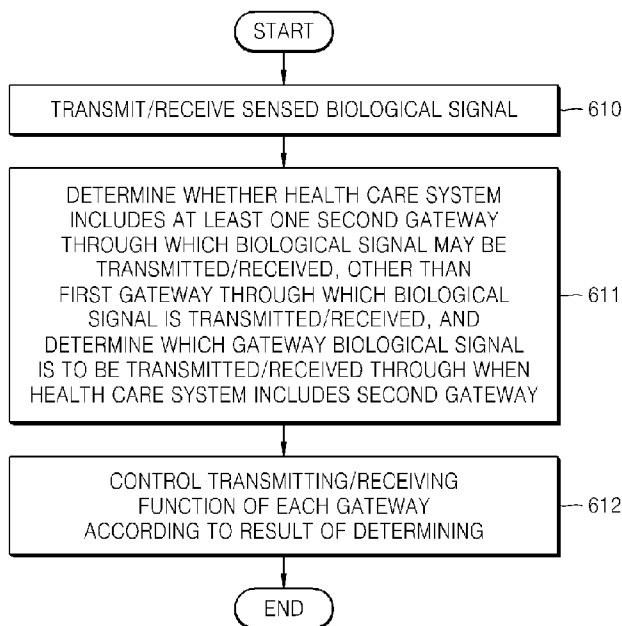 START
TRANSMIT/RECEIVE SENSED BIOLOGICAL SIGNAL
610
DETERMINE WHETHER HEALTH CARE SYSTEM
INCLUDES AT LEAST ONE SECOND GATEWAY
THROUGH WHICH BIOLOGICAL SIGNAL MAY BE
TRANSMITTED/RECEIVED, OTHER THAN
FIRST GATEWAY THROUGH WHICH BIOLOGICAL
SIGNAL IS TRANSMITTED/RECEIVED, AND
DETERMINE WHICH GATEWAY BIOLOGICAL SIGNAL
IS TO BE TRANSMITTED/RECEIVED THROUGH WHEN
HEALTH CARE SYSTEM INCLUDES SECOND GATEWAY
611
CONTROL TRANSMITTING/RECEIVING
FUNCTION OF EACH GATEWAY
ACCORDING TO RESULT OF DETERMINING
612
END